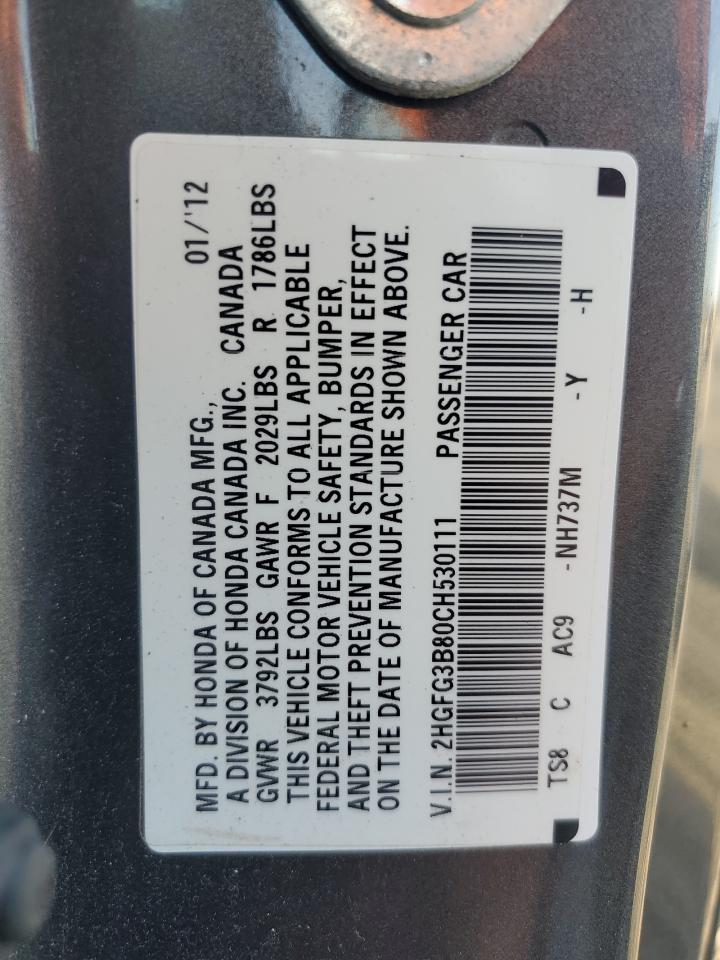 MFD. BY HONDA OF CANADA MFG., 01/'12
A DIVISION OF HONDA CANADA INC. CANADA
GVWR 3792LBS GAWR F 2029LBS R 1786LBS
THIS VEHICLE CONFORMS TO ALL APPLICABLE
FEDERAL MOTOR VEHICLE SAFETY, BUMPER,
AND THEFT PREVENTION STANDARDS IN EFFECT
ON THE DATE OF MANUFACTURE SHOWN ABOVE.
V.I.N. 2HGFG3B80CH530111 PASSENGER CAR
TS8 C AC9 -NH737M -Y -H